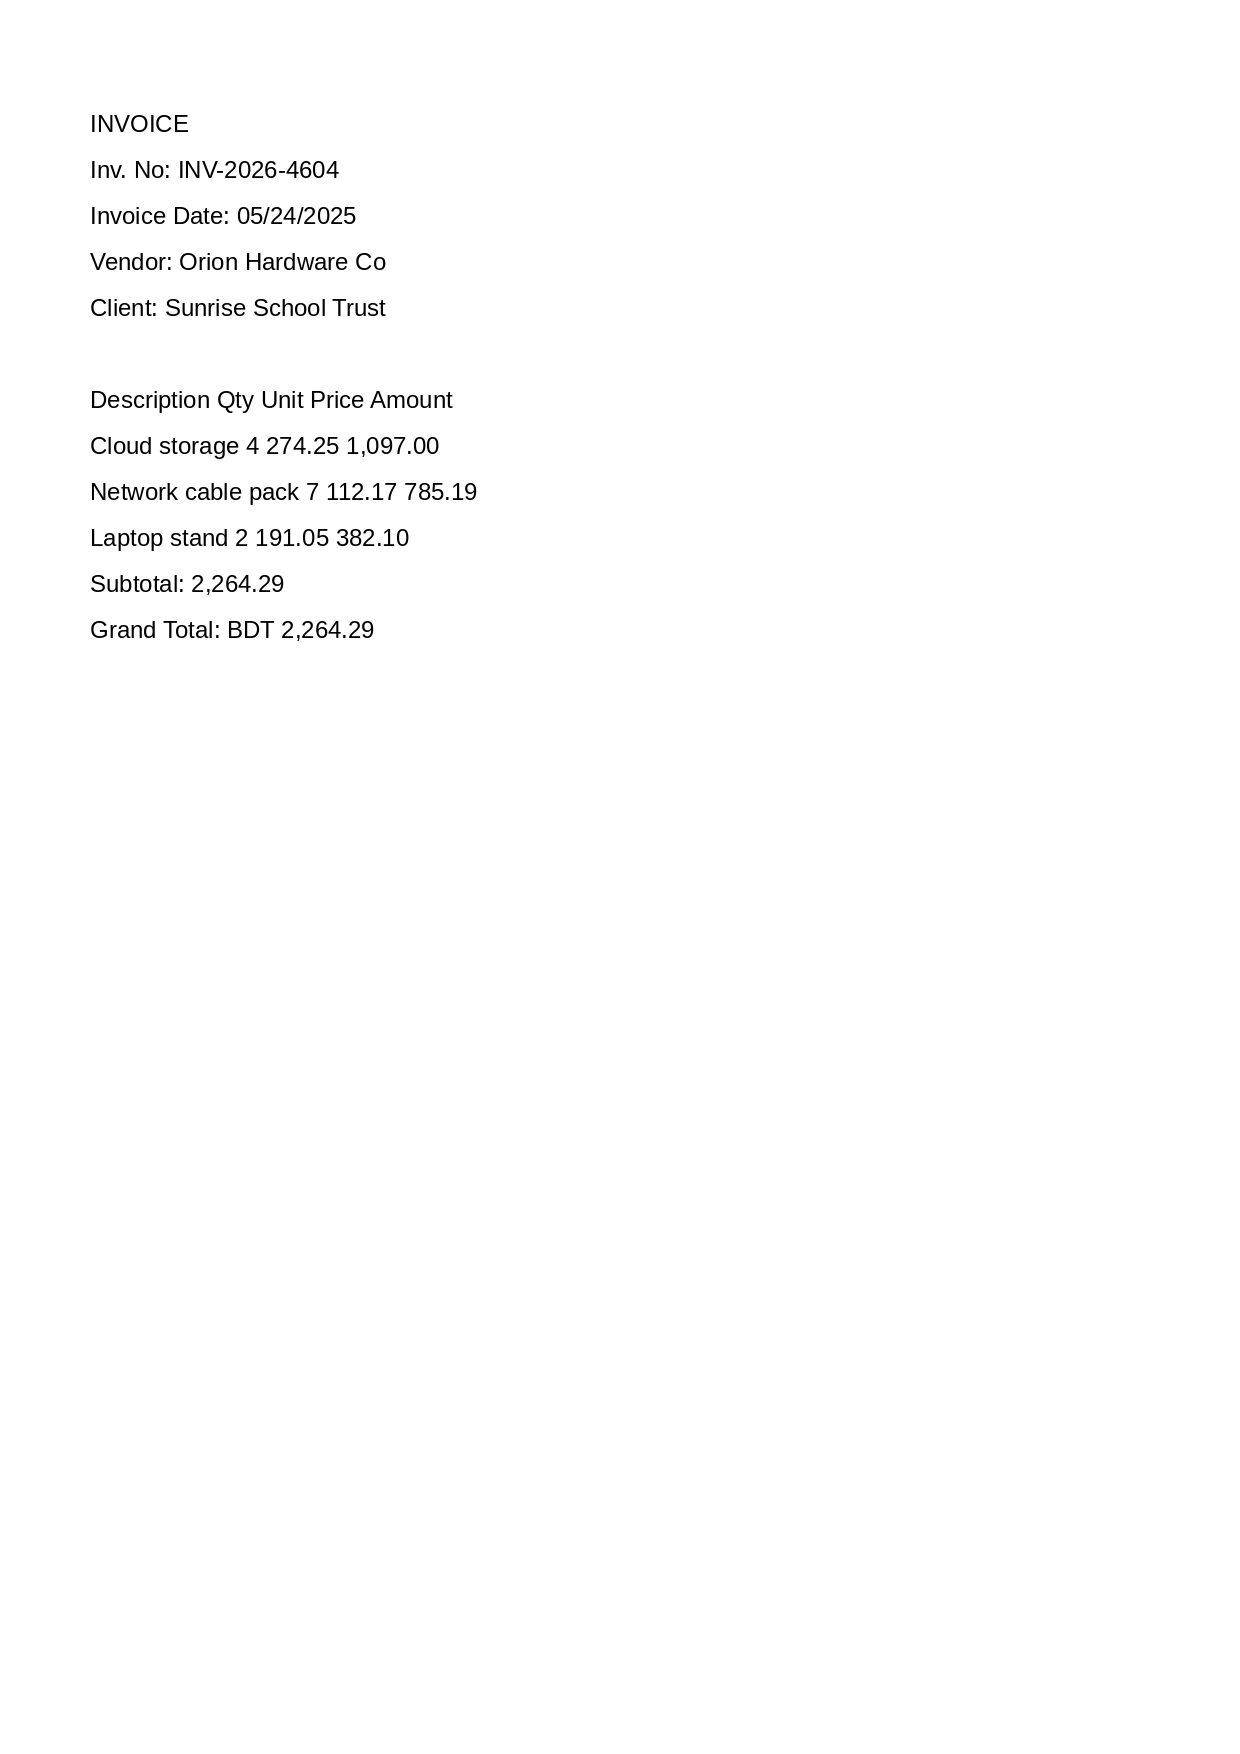 INVOICE
Inv. No: INV-2026-4604
Invoice Date: 05/24/2025
Vendor: Orion Hardware Co
Client: Sunrise School Trust
Description Qty Unit Price Amount
Cloud storage 4 274.25 1,097.00
Network cable pack 7 112.17 785.19
Laptop stand 2 191.05 382.10
Subtotal: 2,264.29
Grand Total: BDT 2,264.29